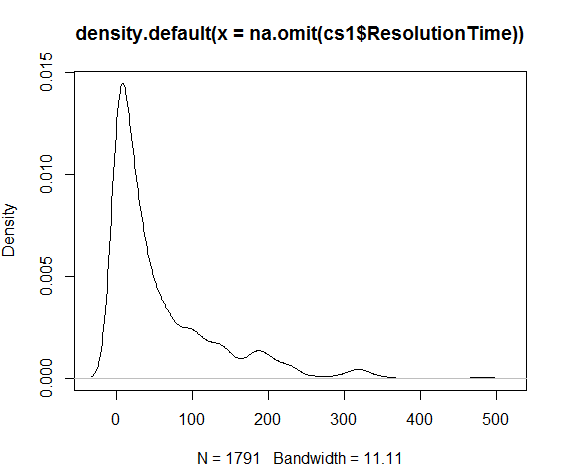 density.default(x = na.omit(cs1$ResolutionTime))
0.015
0.010
0.005
0.000
Density
0 100 200 300 400 500
N = 1791 Bandwidth = 11.11